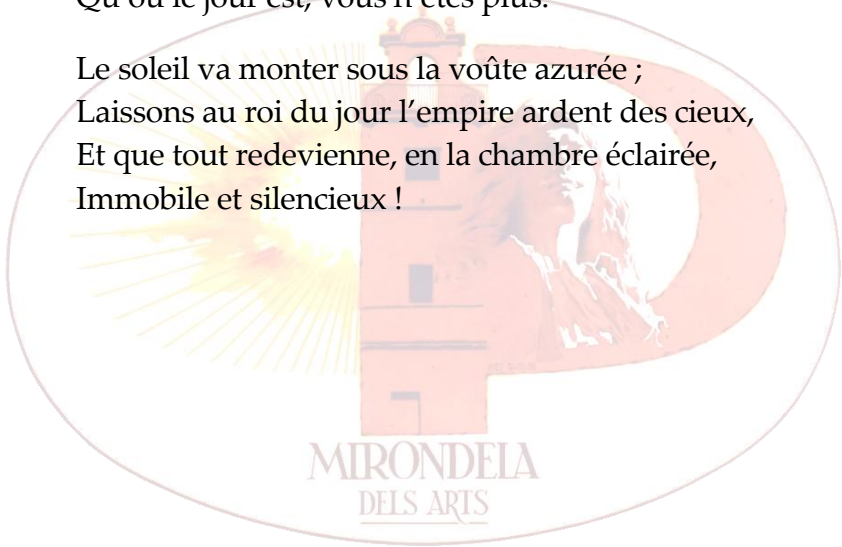 Qu'où le jour est, vous n'êtes plus.
Le soleil va monter sous la voûte azurée ;
Laissons au roi du jour l'empire ardent des cieux,
Et que tout redevienne, en la chambre éclairée,
Immobile et silencieux !
MIRONDELA
DELS ARTS